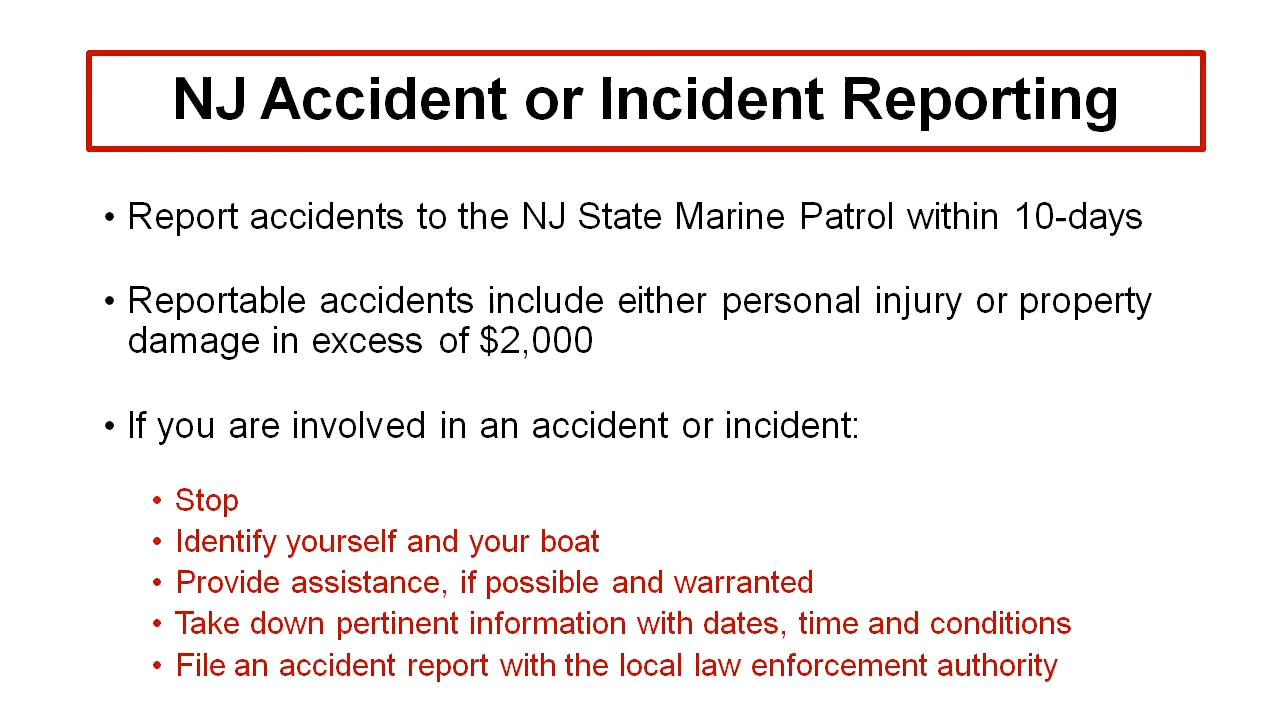 NJ Accident or Incident Reporting
• Report accidents to the NJ State Marine Patrol within 10-days
• Reportable accidents include either personal injury or property
damage in excess of $2,000
• If you are involved in an accident or incident:
• Stop
• Identify yourself and your boat
• Provide assistance, if possible and warranted
• Take down pertinent information with dates, time and conditions
• File an accident report with the local law enforcement authority